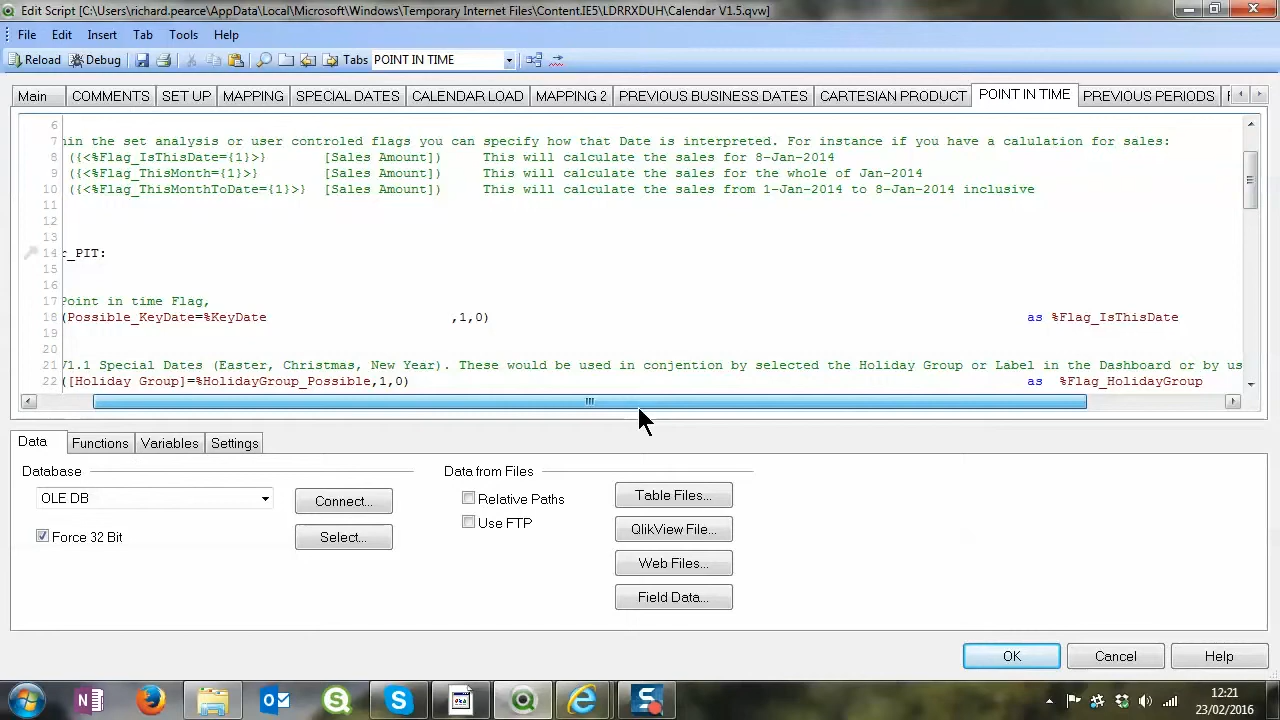 Edit Script [C:\Users\richard.pearce\AppData\Local\Microsoft\Windows\Temporary Internet Files\Content.IE5\LDRRXDUH\Calendar V1.5.qvw]
File Edit Insert Tab Tools Help
Reload Debug Tabs POINT IN TIME
Main COMMENTS SET UP MAPPING SPECIAL DATES CALENDAR LOAD MAPPING 2 PREVIOUS BUSINESS DATES CARTESIAN PRODUCT POINT IN TIME PREVIOUS PERIODS
6
7 in the set analysis or user controled flags you can specify how that Date is interpreted. For instance if you have a calulation for sales:
8 ({<%Flag_IsThisDate={1}>} [Sales Amount]) This will calculate the sales for 8-Jan-2014
9 ({<%Flag_ThisMonth={1}>} [Sales Amount]) This will calculate the sales for the whole of Jan-2014
10 ({<%Flag_ThisMonthToDate={1}>} [Sales Amount]) This will calculate the sales from 1-Jan-2014 to 8-Jan-2014 inclusive
11
12
13
14 r_PIT:
15
16
17 Point in time Flag,
18 (Possible_KeyDate=%KeyDate ,1,0) as %Flag_IsThisDate
19
20
21 V1.1 Special Dates (Easter, Christmas, New Year). These would be used in conjention by selected the Holiday Group or Label in the Dashboard or by us
22 ([Holiday Group]=%HolidayGroup_Possible,1,0) as %Flag_HolidayGroup
Data Functions Variables Settings
Database
OLE DB
Connect...
Force 32 Bit
Select...
Data from Files
Relative Paths
Use FTP
Table Files...
QlikView File...
Web Files...
Field Data...
OK Cancel Help
12:21
23/02/2016